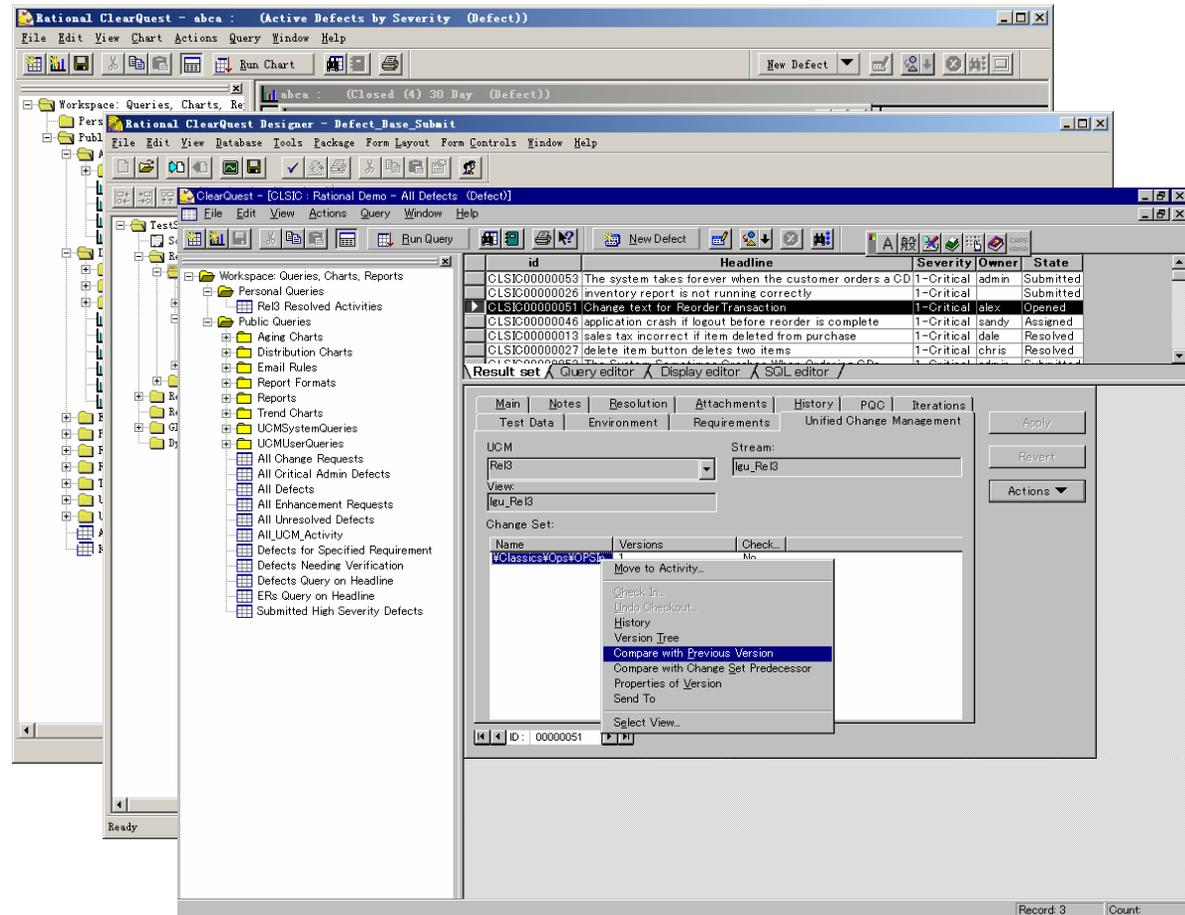 Rational ClearQuest - abca :   (Active Defects by Severity  (Defect))
File Edit View Chart Actions Query Window Help
Run Chart
New Defect
abca :   (Closed (4) 30 Day  (Defect))
Workspace: Queries, Charts, Re
Pers
Publ
Rational ClearQuest Designer - Defect_Base_Submit
File Edit View Database Tools Package Form Layout Form Controls Window Help
TestS
Ready
ClearQuest - [CLSIC : Rational Demo - All Defects (Defect)]
File Edit View Actions Query Window Help
Run Query
New Defect
A 般
CAPS
KANA
Workspace: Queries, Charts, Reports
Personal Queries
Rel3 Resolved Activities
Public Queries
Aging Charts
Distribution Charts
Email Rules
Report Formats
Reports
Trend Charts
UCMSystemQueries
UCMUserQueries
All Change Requests
All Critical Admin Defects
All Defects
All Enhancement Requests
All Unresolved Defects
All_UCM_Activity
Defects for Specified Requirement
Defects Needing Verification
Defects Query on Headline
ERs Query on Headline
Submitted High Severity Defects
id Headline Severity Owner State
CLSIC00000053 The system takes forever when the customer orders a CD 1-Critical admin Submitted
CLSIC00000026 inventory report is not running correctly 1-Critical Submitted
CLSIC00000051 Change text for ReorderTransaction 1-Critical alex Opened
CLSIC00000046 application crash if logout before reorder is complete 1-Critical sandy Assigned
CLSIC00000013 sales tax incorrect if item deleted from purchase 1-Critical dale Resolved
CLSIC00000027 delete item button deletes two items 1-Critical chris Resolved
Result set Query editor Display editor SQL editor
Main Notes Resolution Attachments History PQC Iterations
Test Data Environment Requirements Unified Change Management
Apply
Revert
Actions
UCM Stream:
Rel3 lgu_Rel3
View:
lgu_Rel3
Change Set:
Name Versions Check...
¥Classics¥Ops¥OPSIn 1 No
Move to Activity...
Check In...
Undo Checkout...
History
Version Tree
Compare with Previous Version
Compare with Change Set Predecessor
Properties of Version
Send To
Select View...
ID: 00000051
Record: 3 Count: